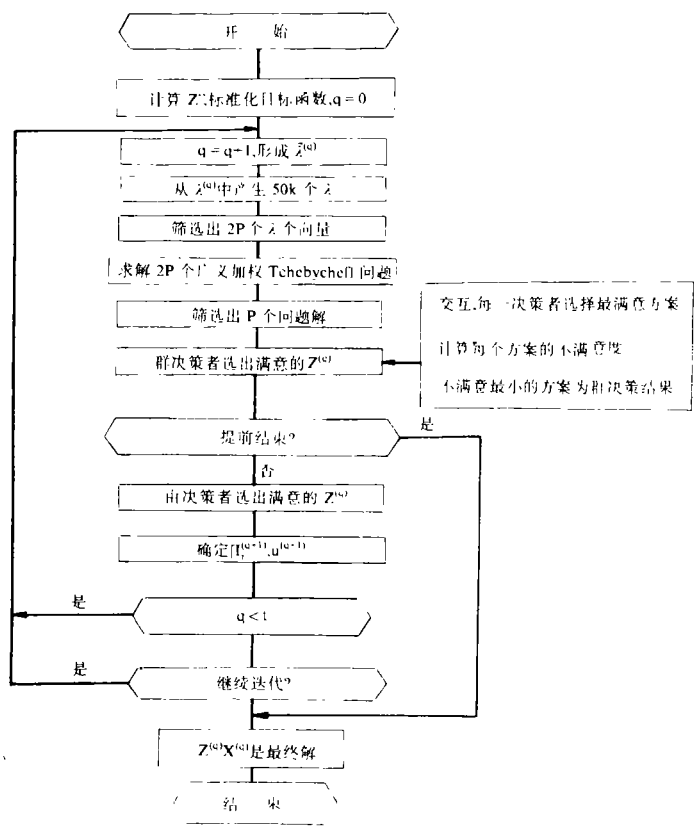 开 始
计算 Z**标准化目标函数,q = 0
q = q+1,形成 λ̄^(q)
从 λ̄^(q)中产生 50k 个 λ
筛选出 2P 个 λ 个向量
求解 2P 个广义加权 Tchebycheff 问题
筛选出 P 个问题解
群决策者选出满意的 Z^(q)
交互,每一决策者选择最满意方案
计算每个方案的不满意度
不满意最小的方案为群决策结果
提前结束?
是
否
由决策者选出满意的 Z^(q)
确定[I^(q+1),u^(q+1)
q < t
是
继续迭代?
是
Z^(q)X^(q)是最终解
结 束